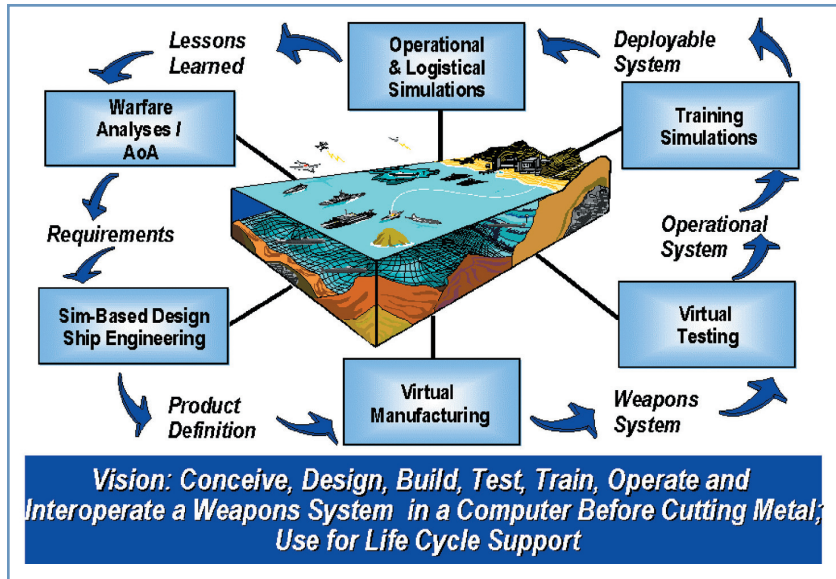 Lessons
Learned
Operational
& Logistical
Simulations
Deployable
System
Warfare
Analyses /
AoA
Training
Simulations
Requirements
Operational
System
Sim-Based Design
Ship Engineering
Virtual
Testing
Product
Definition
Virtual
Manufacturing
Weapons
System
Vision: Conceive, Design, Build, Test, Train, Operate and
Interoperate a Weapons System in a Computer Before Cutting Metal;
Use for Life Cycle Support